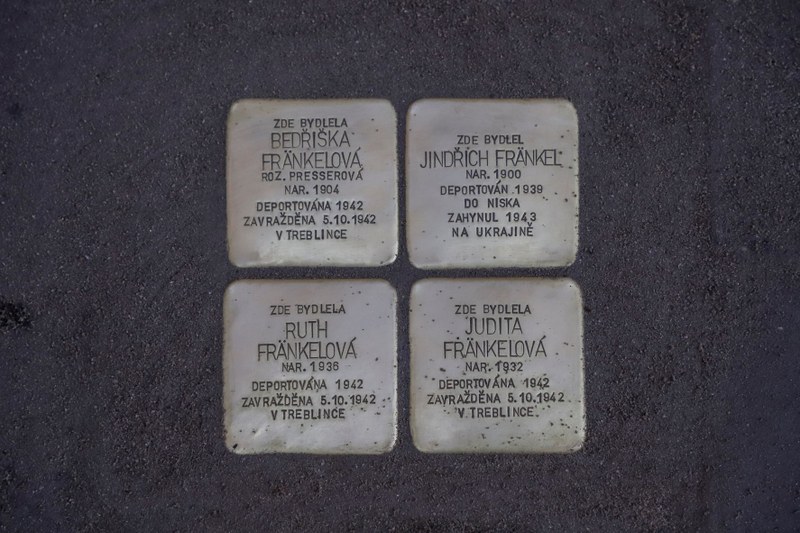 ZDE BYDLELA
BEDŘIŠKA
FRÄNKELOVÁ
ROZ. PRESSEROVÁ
NAR. 1904
DEPORTOVÁNA 1942
ZAVRAŽDĚNA 5.10.1942
V TREBLINCE
ZDE BYDLEL
JINDŘICH FRÄNKEL
NAR. 1900
DEPORTOVÁN 1939
DO NISKA
ZAHYNUL 1943
NA UKRAJINĚ
ZDE BYDLELA
RUTH
FRÄNKELOVÁ
NAR. 1936
DEPORTOVÁNA 1942
ZAVRAŽDĚNA 5.10.1942
V TREBLINCE
ZDE BYDLELA
JUDITA
FRÄNKELOVÁ
NAR. 1932
DEPORTOVÁNA 1942
ZAVRAŽDĚNA 5.10.1942
V TREBLINCE